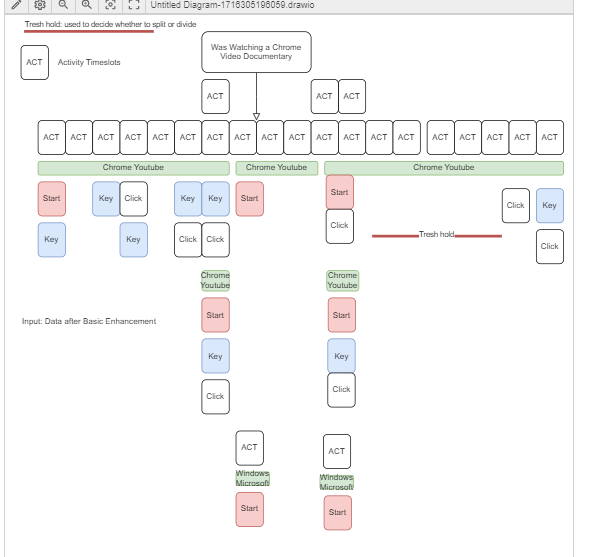 Untitled Diagram-1716305196059.drawio
Tresh hold: used to decide whether to split or divide
Was Watching a Chrome
Video Documentary
ACT Activity Timeslots
ACT ACT ACT
ACT ACT ACT ACT ACT ACT ACT ACT ACT ACT ACT ACT ACT ACT ACT ACT ACT ACT ACT
Chrome Youtube Chrome Youtube Chrome Youtube
Start Key Click Key Key Start Start Click Key
Key Key Click Click Click Tresh hold Click
Chrome
Youtube
Chrome
Youtube
Start Start
Input: Data after Basic Enhancement
Key Key
Click Click
ACT ACT
Windows
Microsoft
Windows
Microsoft
Start Start